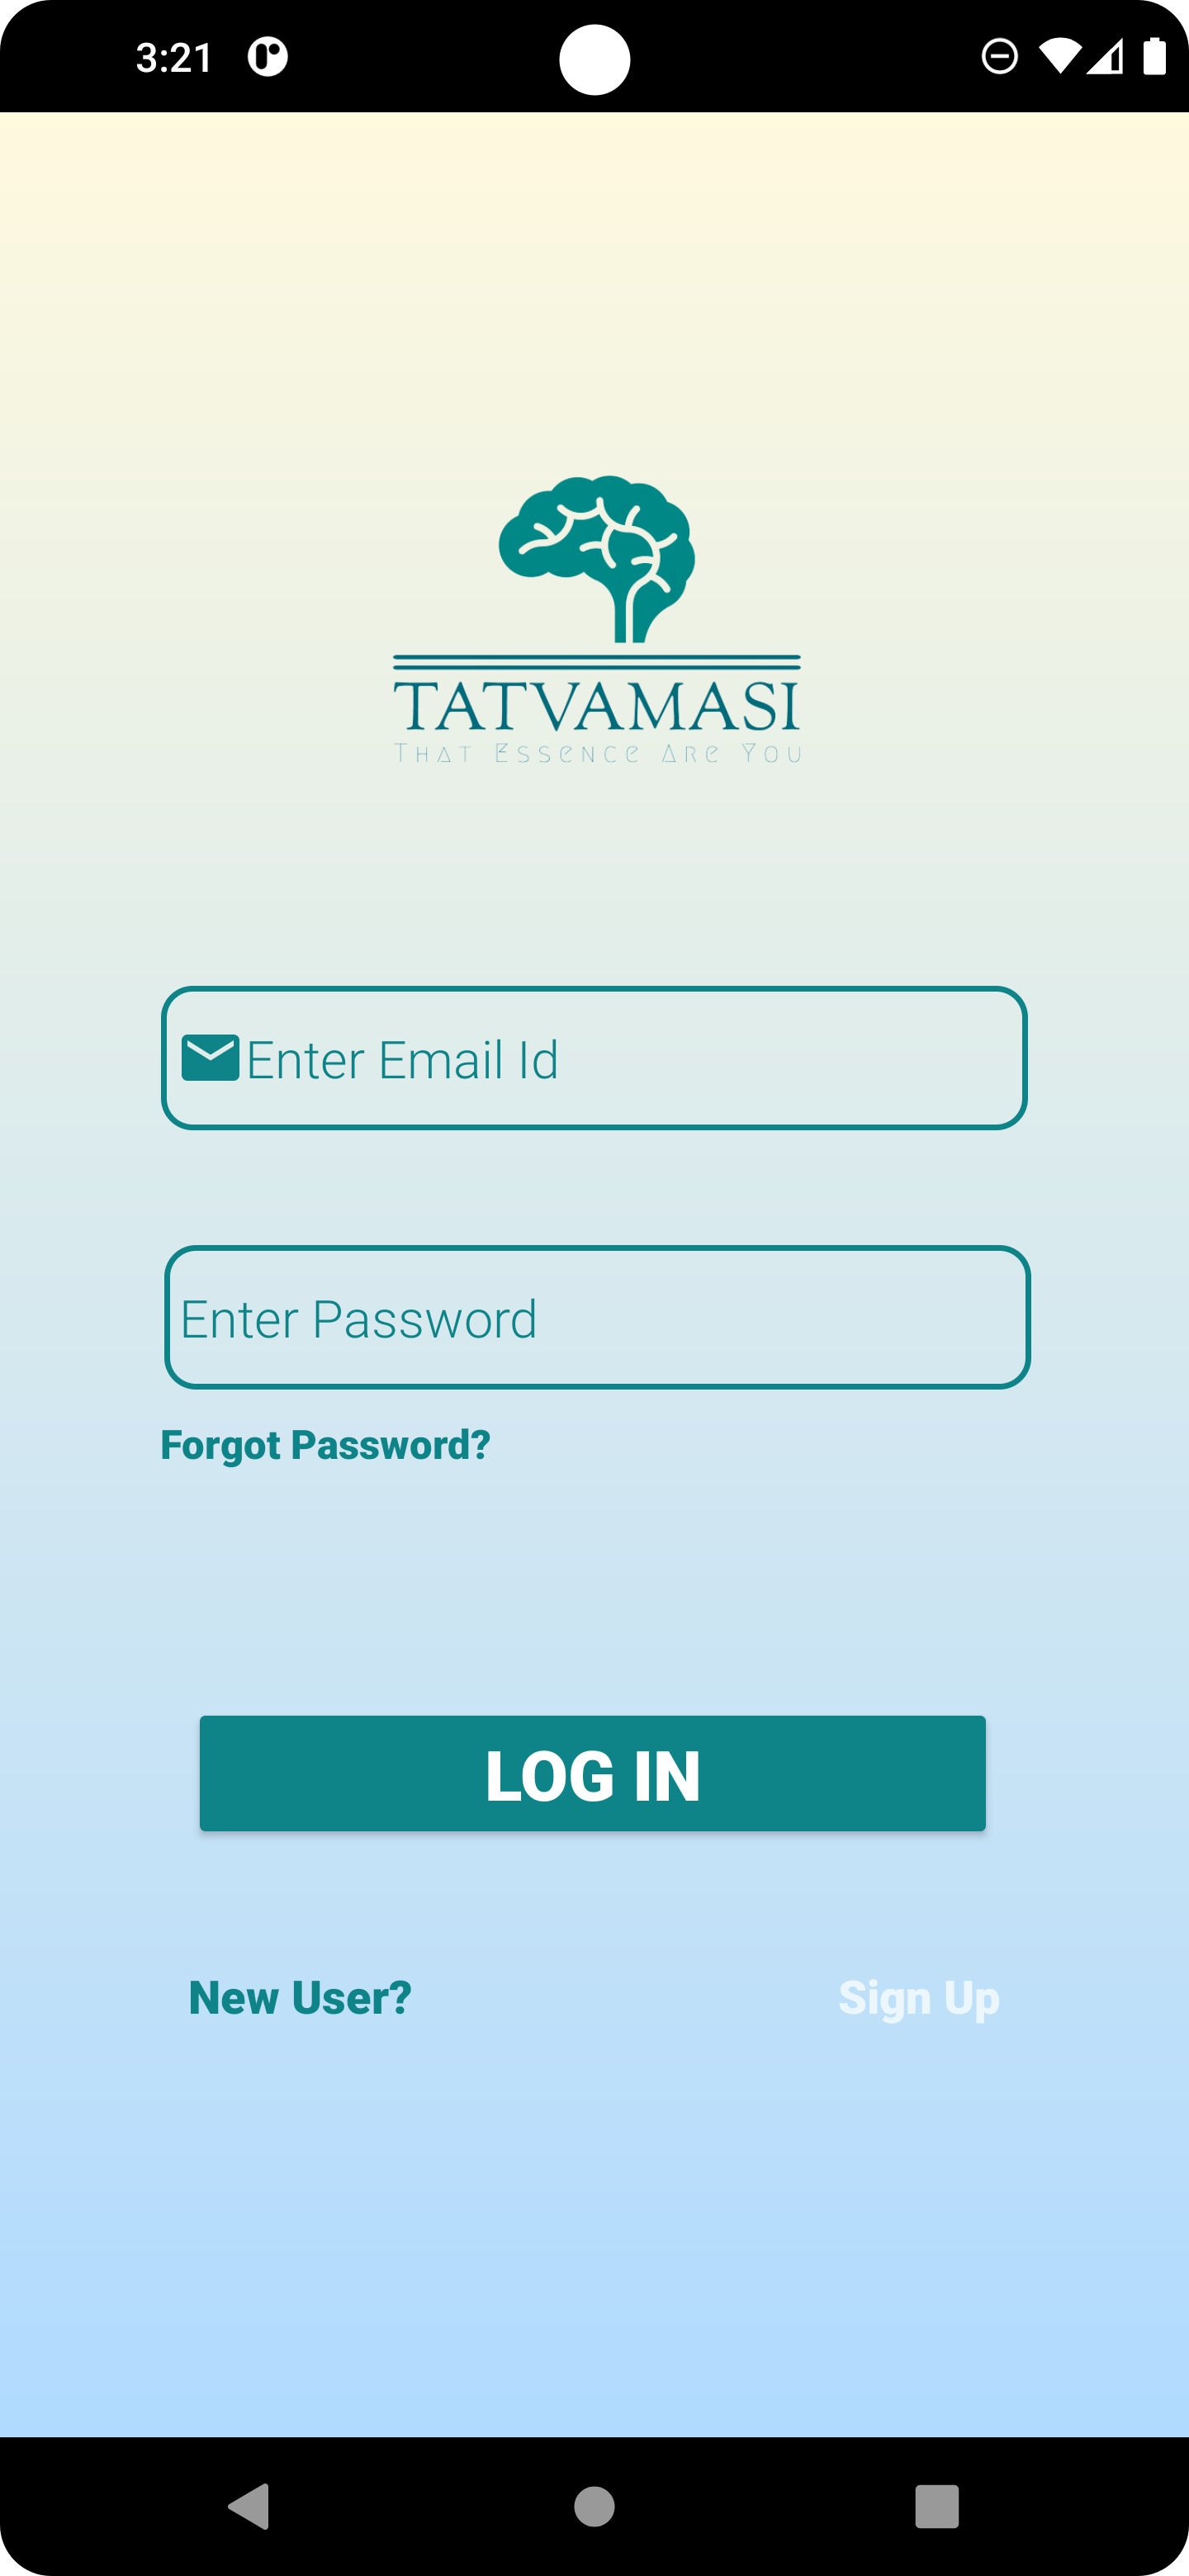 3:21
TATVAMASI
THAT ESSENCE ARE YOU
Enter Email Id
Enter Password
Forgot Password?
LOG IN
New User? Sign Up